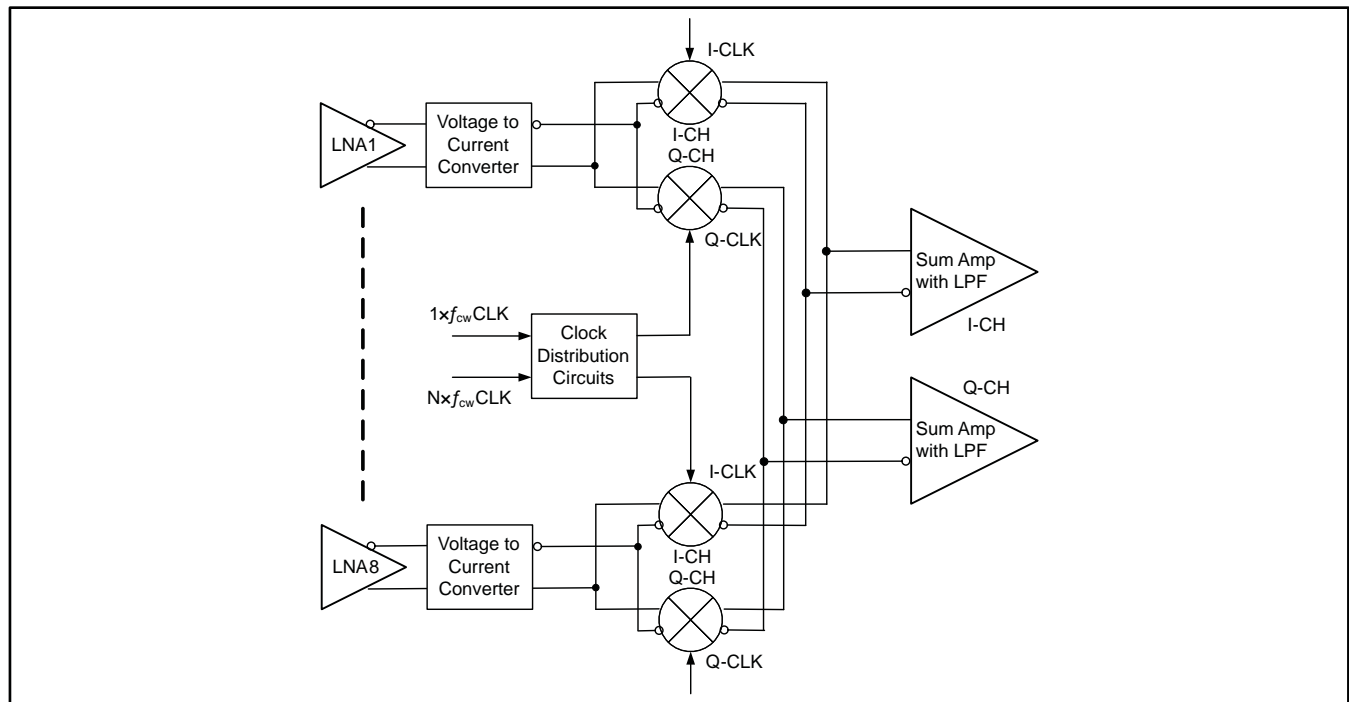 I-CLK
LNA1
Voltage to
Current
Converter
I-CH
Q-CH
Q-CLK
Sum Amp
with LPF
I-CH
1×fcwCLK
N×fcwCLK
Clock
Distribution
Circuits
Q-CH
Sum Amp
with LPF
I-CLK
LNA8
Voltage to
Current
Converter
I-CH
Q-CH
Q-CLK